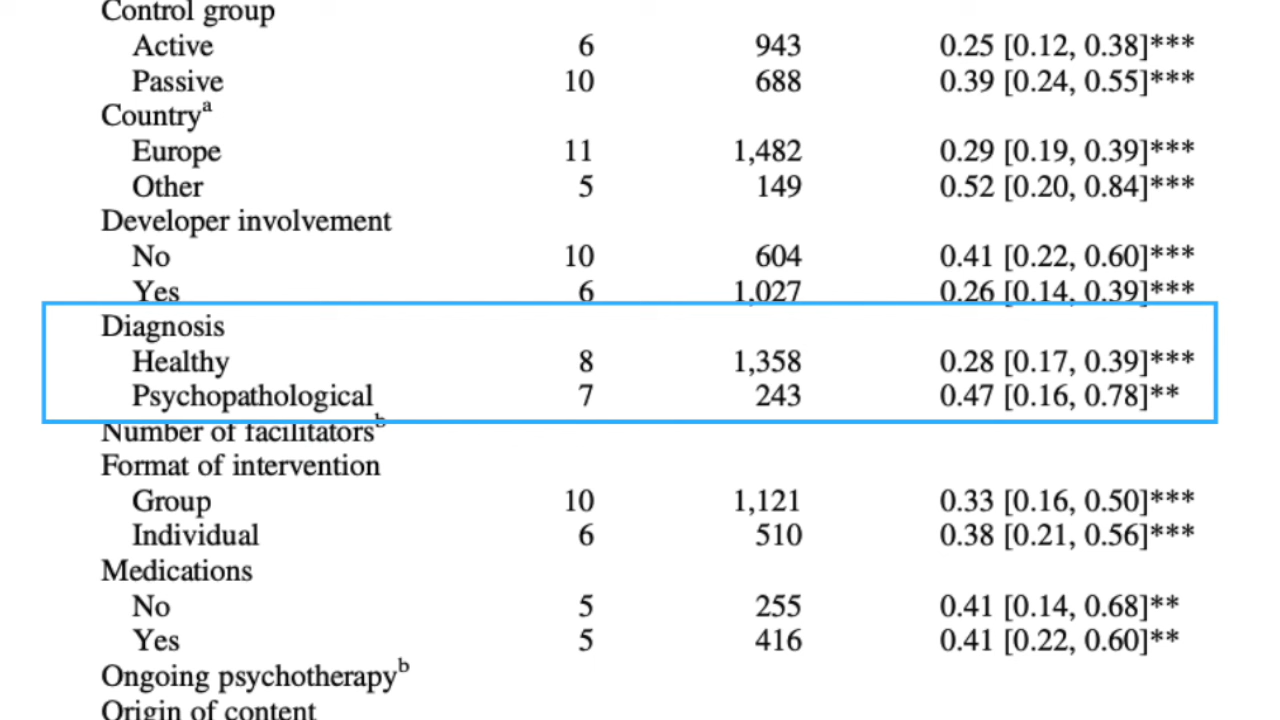 Control group
Active 6 943 0.25 [0.12, 0.38]***
Passive 10 688 0.39 [0.24, 0.55]***
Countryᵃ
Europe 11 1,482 0.29 [0.19, 0.39]***
Other 5 149 0.52 [0.20, 0.84]***
Developer involvement
No 10 604 0.41 [0.22, 0.60]***
Yes 6 1,027 0.26 [0.14, 0.39]***
Diagnosis
Healthy 8 1,358 0.28 [0.17, 0.39]***
Psychopathological 7 243 0.47 [0.16, 0.78]**
Number of facilitatorsᵇ
Format of intervention
Group 10 1,121 0.33 [0.16, 0.50]***
Individual 6 510 0.38 [0.21, 0.56]***
Medications
No 5 255 0.41 [0.14, 0.68]**
Yes 5 416 0.41 [0.22, 0.60]**
Ongoing psychotherapyᵇ
Origin of content